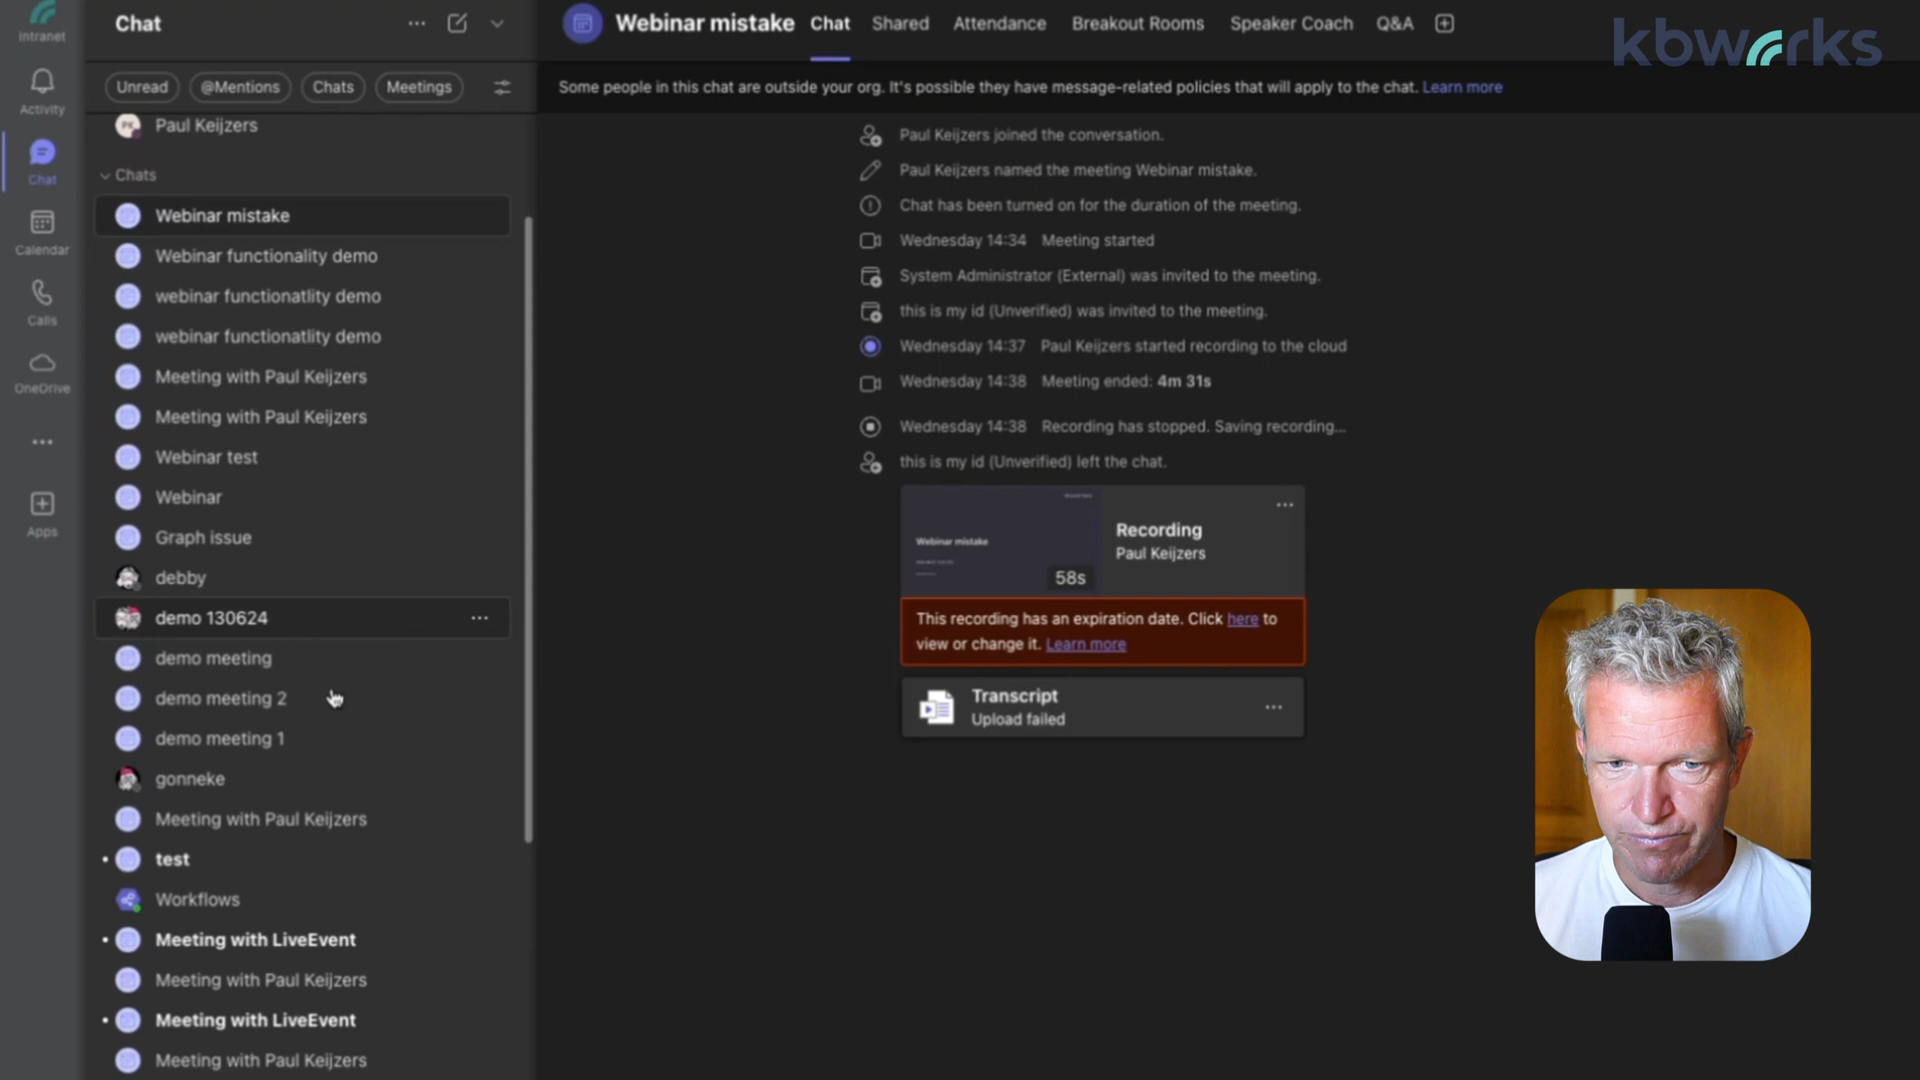 Intranet
Activity
Chat
Calendar
Calls
OneDrive
Apps
Chat
Unread
@Mentions
Chats
Meetings
PK
Paul Keijzers
Chats
Webinar mistake
Webinar functionality demo
webinar functionatlity demo
webinar functionatlity demo
Meeting with Paul Keijzers
Meeting with Paul Keijzers
Webinar test
Webinar
Graph issue
debby
demo 130624
demo meeting
demo meeting 2
demo meeting 1
gonneke
Meeting with Paul Keijzers
test
Workflows
Meeting with LiveEvent
Meeting with Paul Keijzers
Meeting with LiveEvent
Meeting with Paul Keijzers
Webinar mistake Chat Shared Attendance Breakout Rooms Speaker Coach Q&A
kbworks
Some people in this chat are outside your org. It's possible they have message-related policies that will apply to the chat. Learn more
Paul Keijzers joined the conversation.
Paul Keijzers named the meeting Webinar mistake.
Chat has been turned on for the duration of the meeting.
Wednesday 14:34 Meeting started
System Administrator (External) was invited to the meeting.
this is my id (Unverified) was invited to the meeting.
Wednesday 14:37 Paul Keijzers started recording to the cloud
Wednesday 14:38 Meeting ended: 4m 31s
Wednesday 14:38 Recording has stopped. Saving recording...
this is my id (Unverified) left the chat.
Webinar mistake
58s
Recording
Paul Keijzers
This recording has an expiration date. Click here to
view or change it. Learn more
Transcript
Upload failed